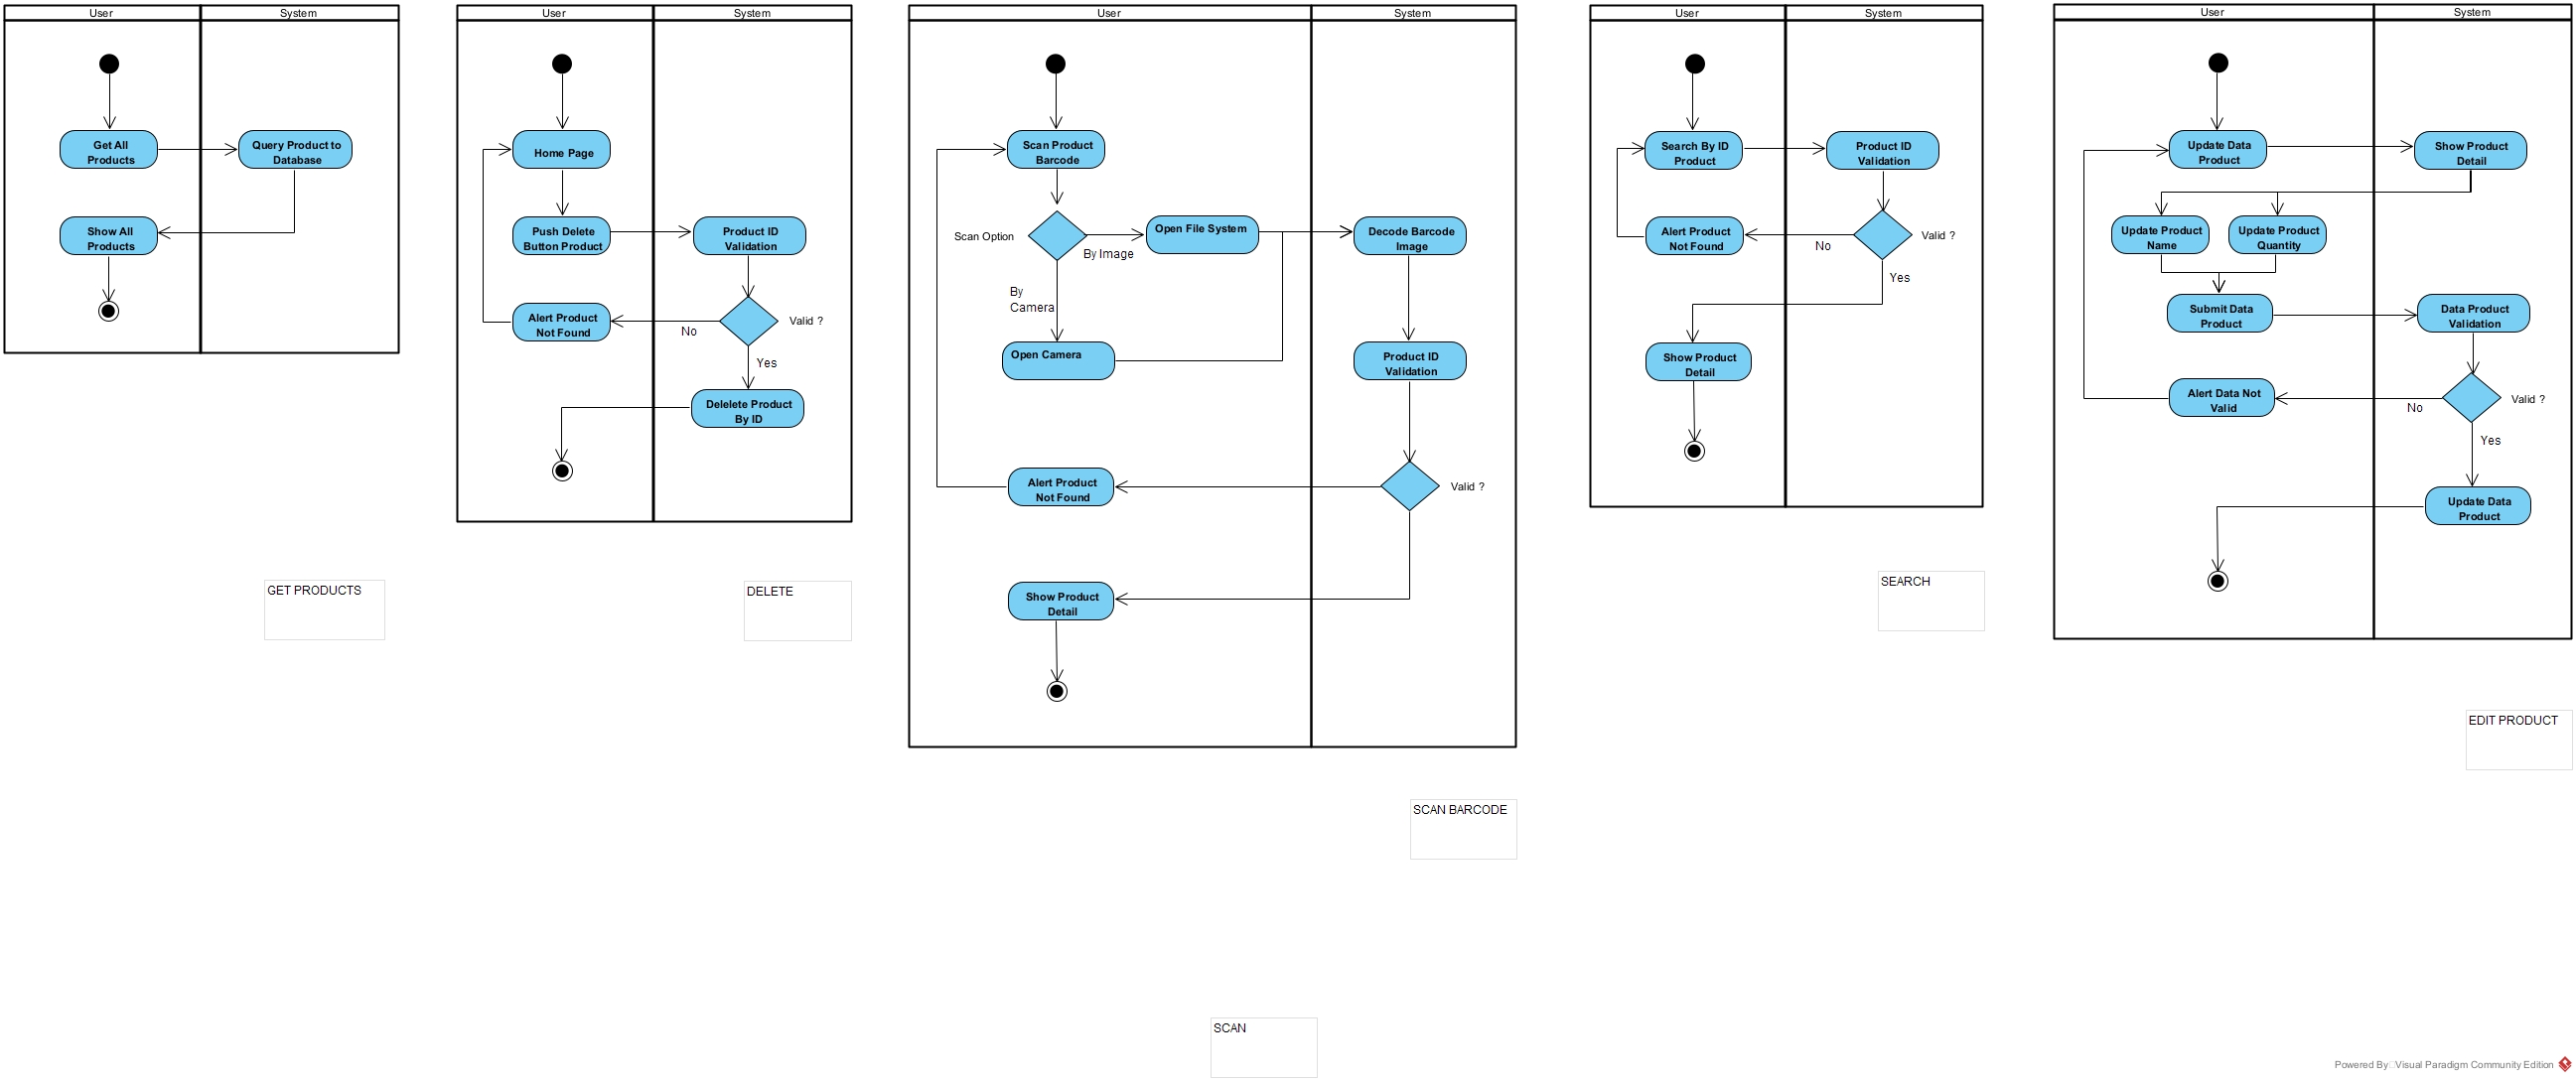 User
System
Get All
Products
Query Product to
Database
Show All
Products
GET PRODUCTS
User
System
Home Page
Push Delete
Button Product
Product ID
Validation
Alert Product
Not Found
No
Valid ?
Yes
Delelete Product
By ID
DELETE
User
System
Scan Product
Barcode
Scan Option
By Image
Open File System
Decode Barcode
Image
By
Camera
Open Camera
Product ID
Validation
Alert Product
Not Found
Valid ?
Show Product
Detail
SCAN BARCODE
SCAN
User
System
Search By ID
Product
Product ID
Validation
Alert Product
Not Found
No
Valid ?
Yes
Show Product
Detail
SEARCH
User
System
Update Data
Product
Show Product
Detail
Update Product
Name
Update Product
Quantity
Submit Data
Product
Data Product
Validation
Alert Data Not
Valid
No
Valid ?
Yes
Update Data
Product
EDIT PRODUCT
Powered By Visual Paradigm Community Edition